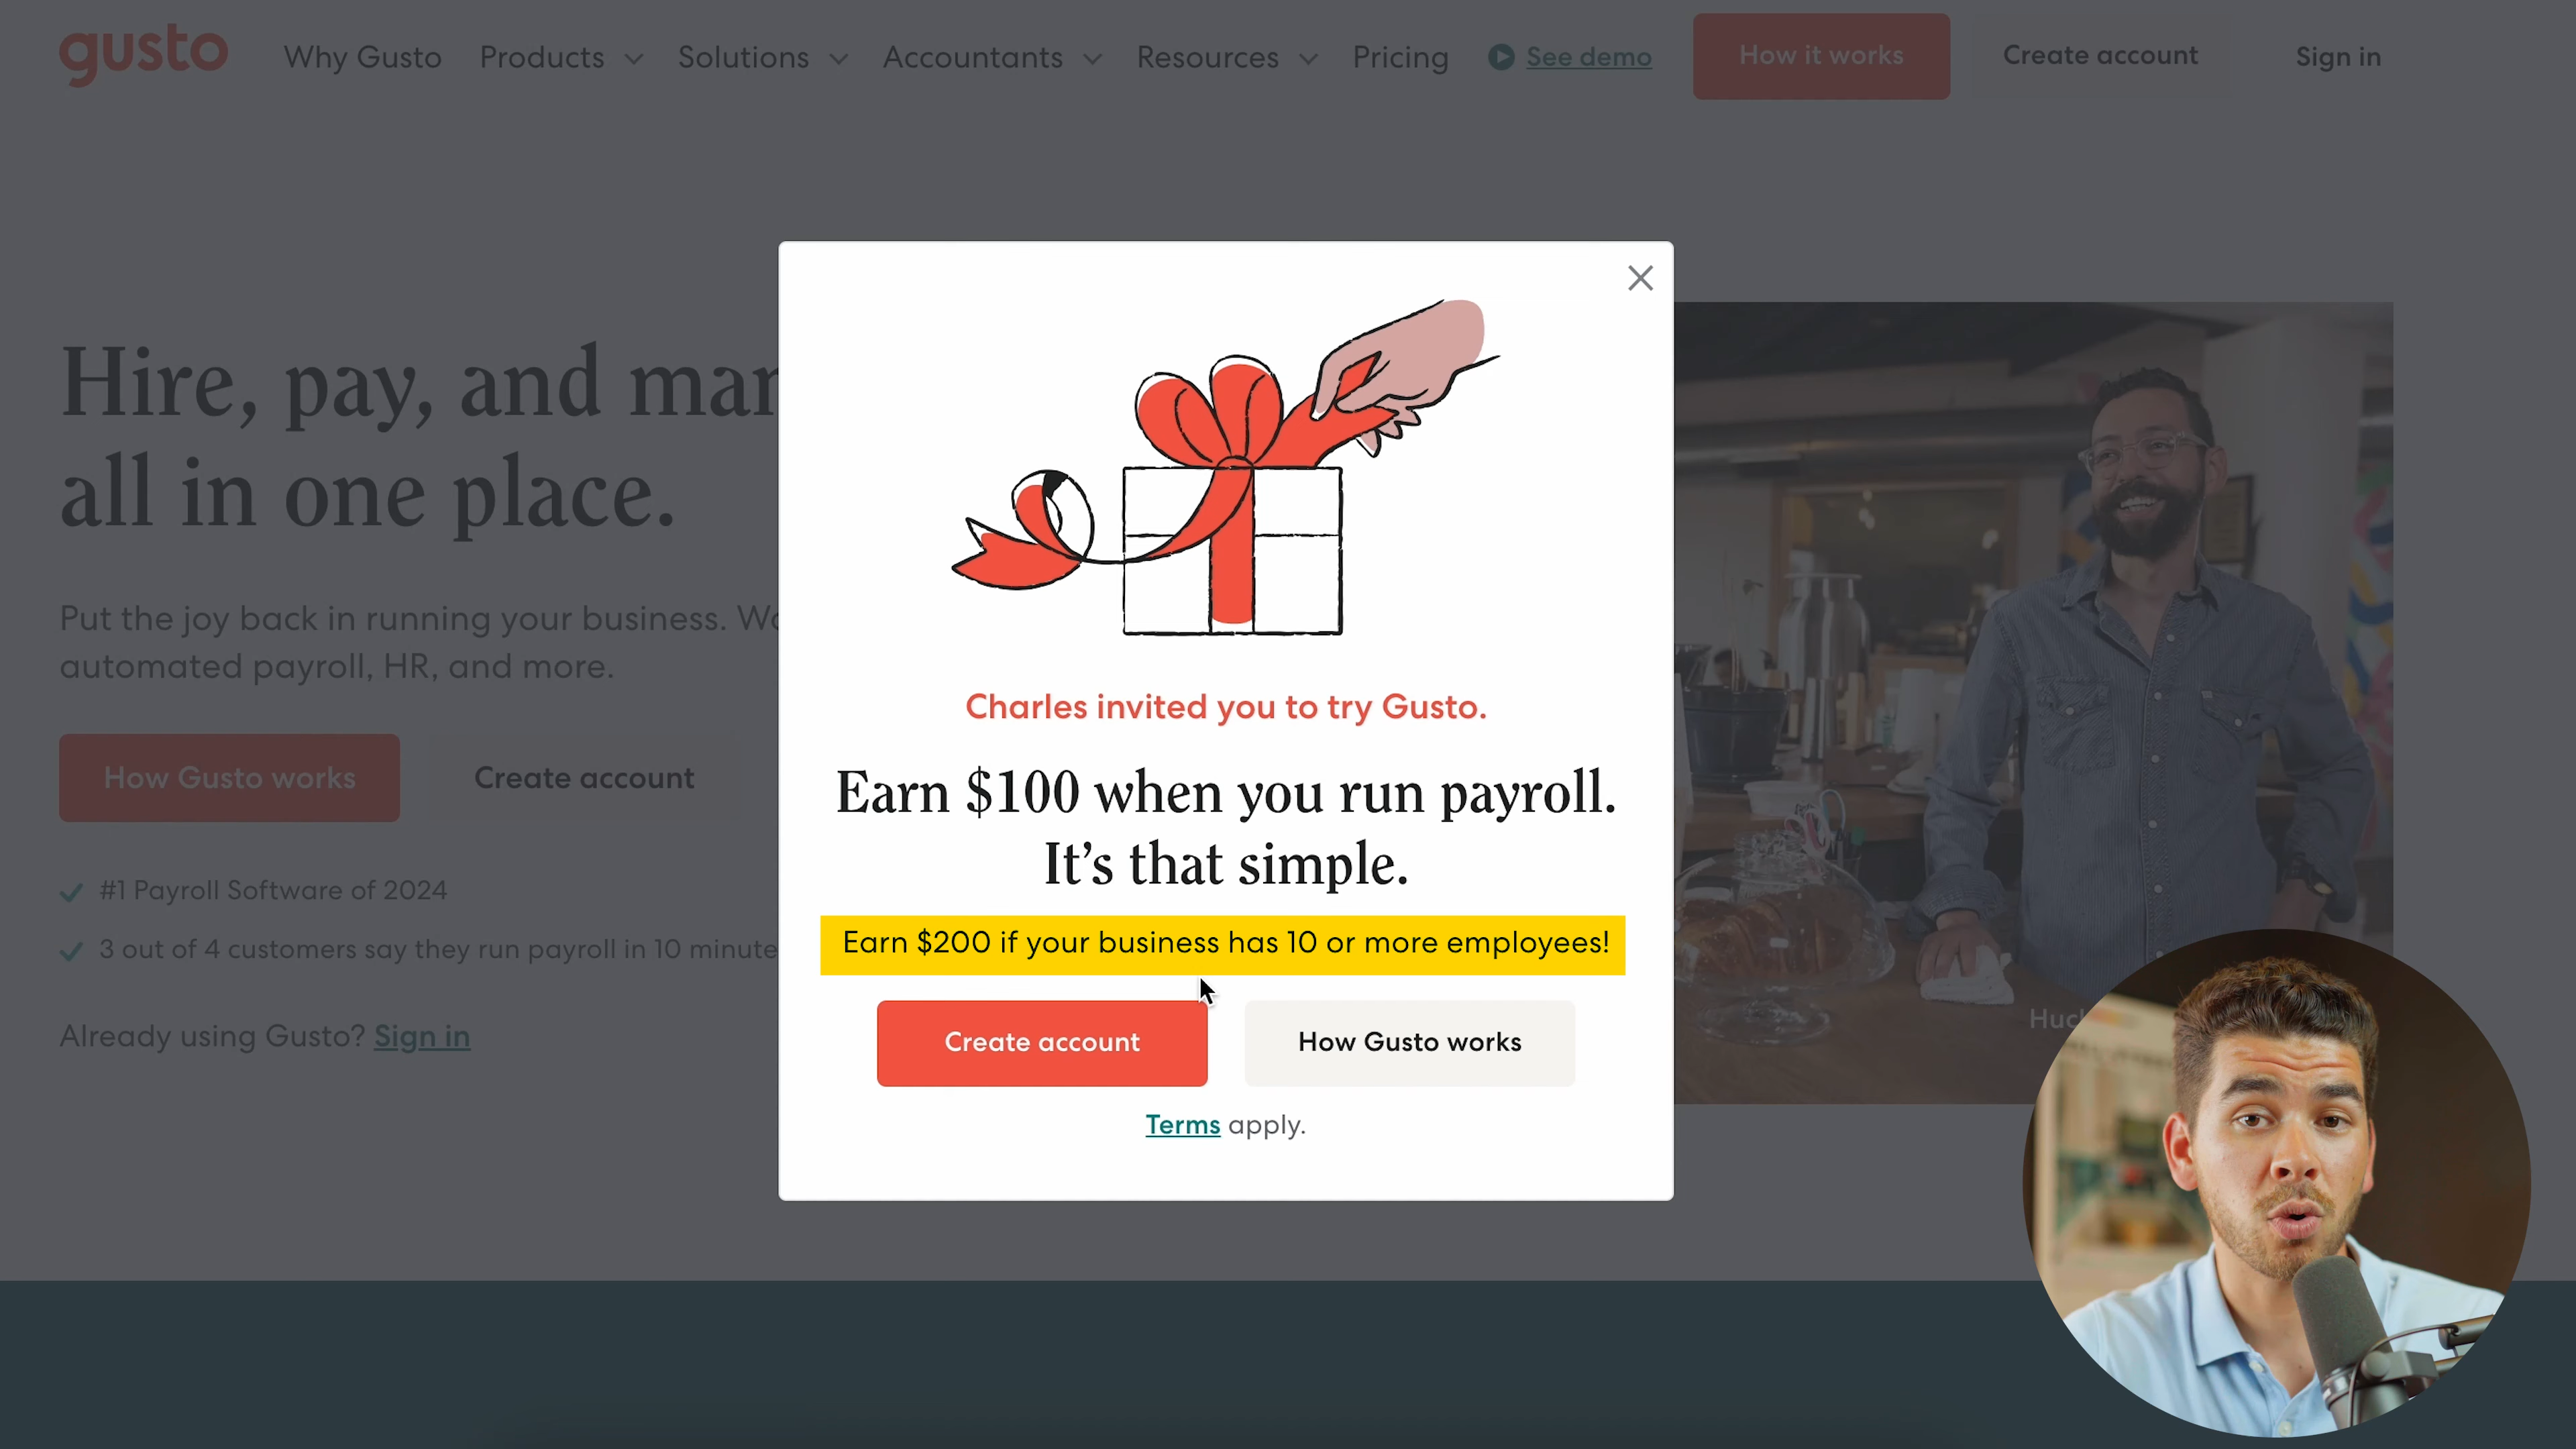 gusto
Why Gusto
Products
Solutions
Accountants
Resources
Pricing
See demo
How it works
Create account
Sign in
Hire, pay, and
all in one place.
Put the joy back in running your business.
automated payroll, HR, and more.
How Gusto works
Create account
#1 Payroll Software of 2024
3 out of 4 customers say they run payroll in 10
Already using Gusto? Sign in
Charles invited you to try Gusto.
Earn $100 when you run payroll.
It's that simple.
Earn $200 if your business has 10 or more employees!
Create account
How Gusto works
Terms apply.